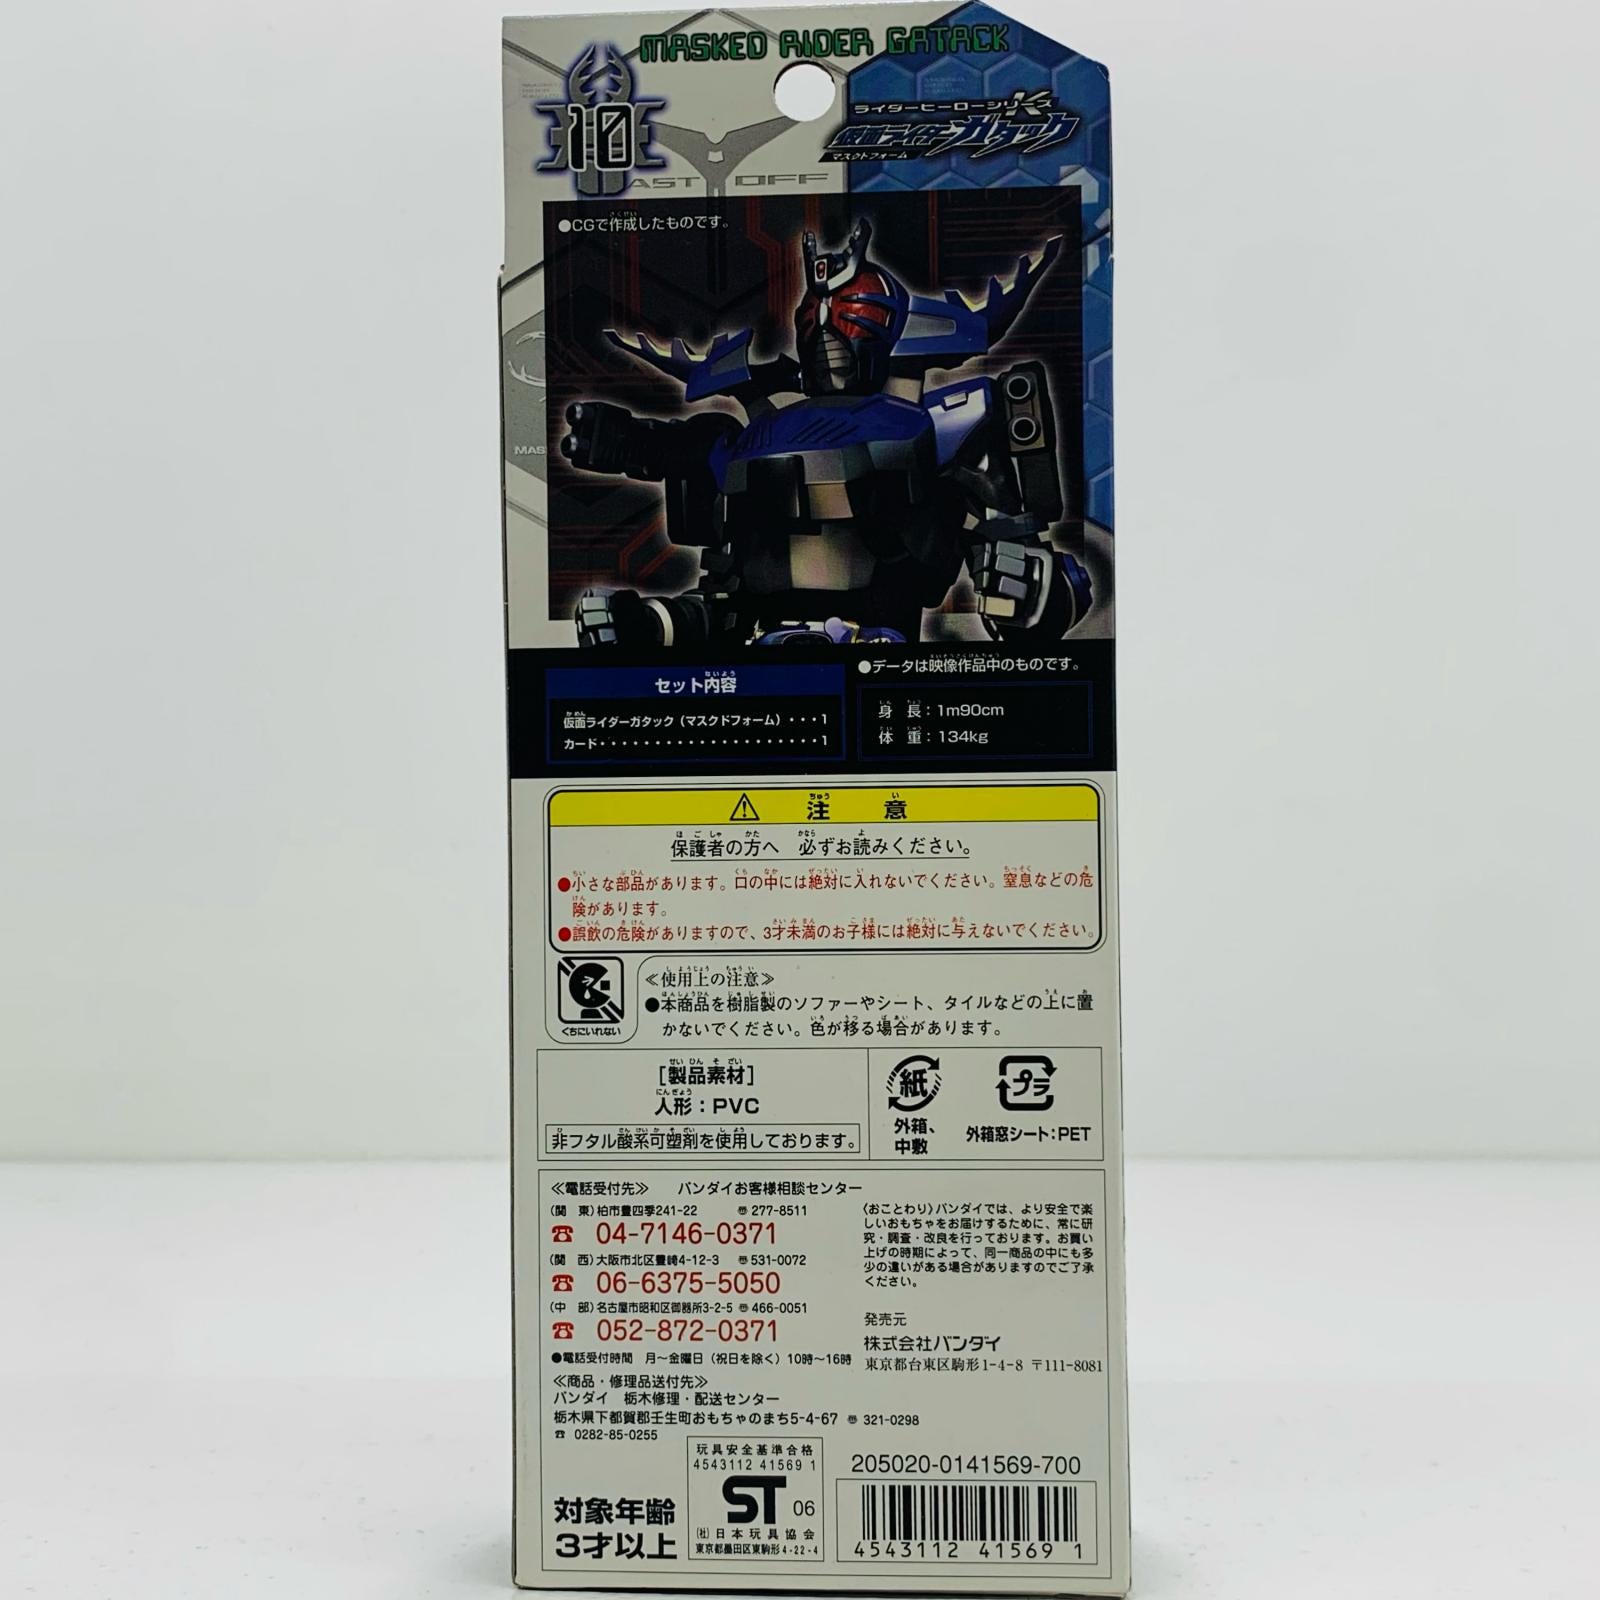 MASKED RIDER GATACK
10
ライダーヒーローシリーズK
仮面ライダーガタック
マスクドフォーム
CAST OFF
●CGで作成したものです。
MAS
●データは映像作品中のものです。
セット内容
仮面ライダーガタック（マスクドフォーム）・・・1
カード・・・・・・・・・・・・・・・・・・・・・1
身　長：1m90cm
体　重：134kg
⚠ 注　意
保護者の方へ　必ずお読みください。
●小さな部品があります。口の中には絶対に入れないでください。窒息などの危
険があります。
●誤飲の危険がありますので、3才未満のお子様には絶対に与えないでください。
くちにいれない
≪使用上の注意≫
●本商品を樹脂製のソファーやシート、タイルなどの上に置
かないでください。色が移る場合があります。
[製品素材]
人形：PVC
非フタル酸系可塑剤を使用しております。
紙
外箱、
中敷
プラ
外箱窓シート：PET
≪電話受付先≫　バンダイお客様相談センター
（関　東）柏市豊四季241-22　〠277-8511
☎ 04-7146-0371
（関　西）大阪市北区豊崎4-12-3　〠531-0072
☎ 06-6375-5050
（中　部）名古屋市昭和区御器所3-2-5 〠466-0051
☎ 052-872-0371
●電話受付時間　月〜金曜日（祝日を除く）10時〜16時
≪商品・修理品送付先≫
バンダイ　栃木修理・配送センター
栃木県下都賀郡壬生町おもちゃのまち5-4-67 〠 321-0298
☎ 0282-85-0255
〈おことわり〉バンダイでは、より安全で楽
しいおもちゃをお届けするために、常に研
究・調査・改良を行っております。お買い
上げの時期によって、同一商品の中にも多
少の違いがある場合がありますのでご了承
ください。
発売元
株式会社バンダイ
東京都台東区駒形1-4-8 〒111-8081
対象年齢
3才以上
玩具安全基準合格
4543112 41569 1
ST 06
（社）日本玩具協会
東京都墨田区東駒形4-22-4
205020-0141569-700
4543112 41569 1